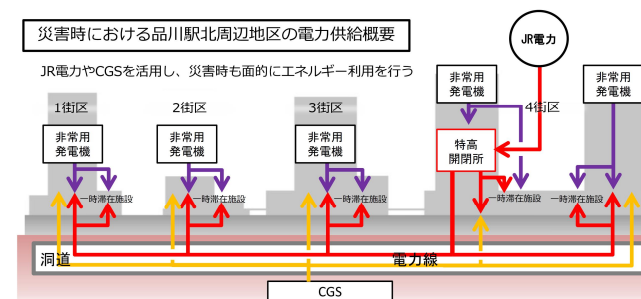 災害時における品川駅北周辺地区の電力供給概要
JR電力
JR電力やCGSを活用し、災害時も面的にエネルギー利用を行う
非常用
発電機
非常用
発電機
1街区
2街区
3街区
4街区
非常用
発電機
非常用
発電機
非常用
発電機
特高
開閉所
一時滞在施設
一時滞在施設
一時滞在施設
一時滞在施設
一時滞在施設
洞道
電力線
CGS